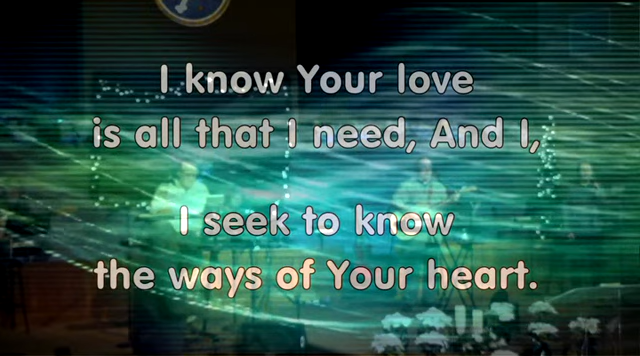 I know Your love
is all that I need, And I,
I seek to know
the ways of Your heart.